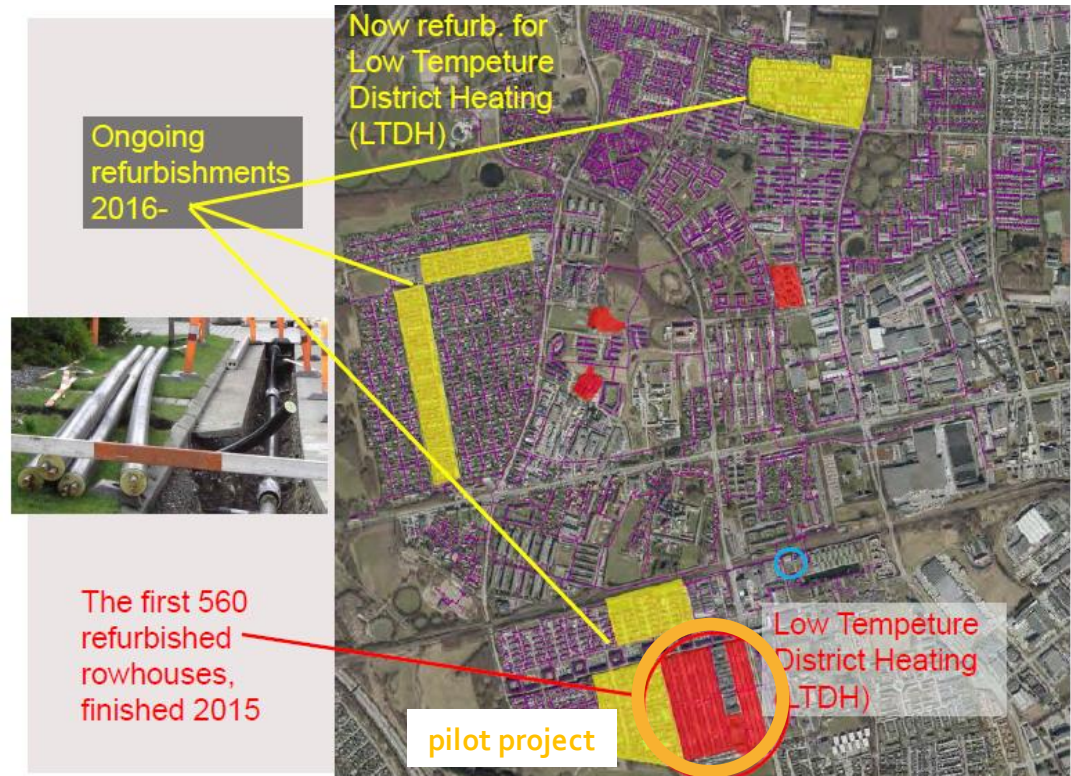 Now refurb. for
Low Tempeture
District Heating
(LTDH)
Ongoing
refurbishments
2016-
The first 560
refurbished
rowhouses,
finished 2015
Low Tempeture
District Heating
(LTDH)
pilot project